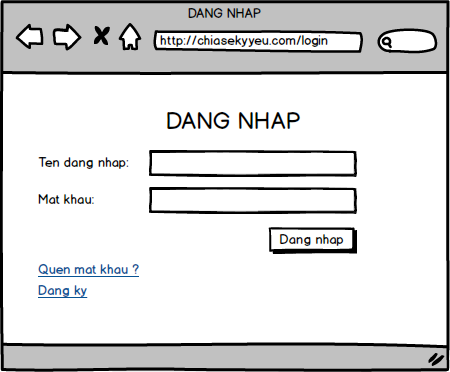 DANG NHAP
http://chiasekyyeu.com/login
DANG NHAP
Ten dang nhap:
Mat khau:
Dang nhap
Quen mat khau ?
Dang ky